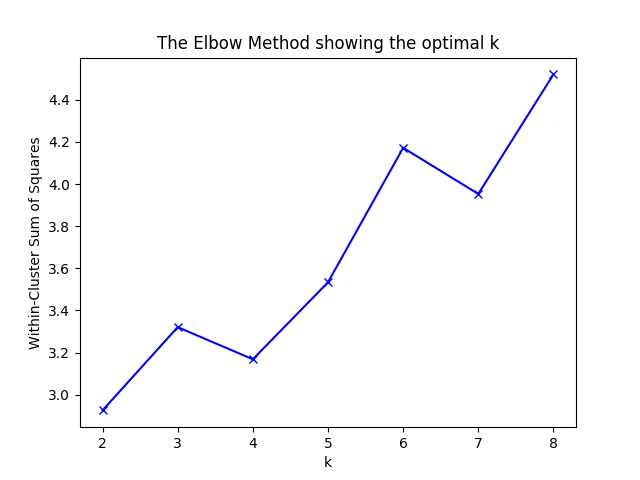 The Elbow Method showing the optimal k
Within-Cluster Sum of Squares
4.4
4.2
4.0
3.8
3.6
3.4
3.2
3.0
2 3 4 5 6 7 8
k